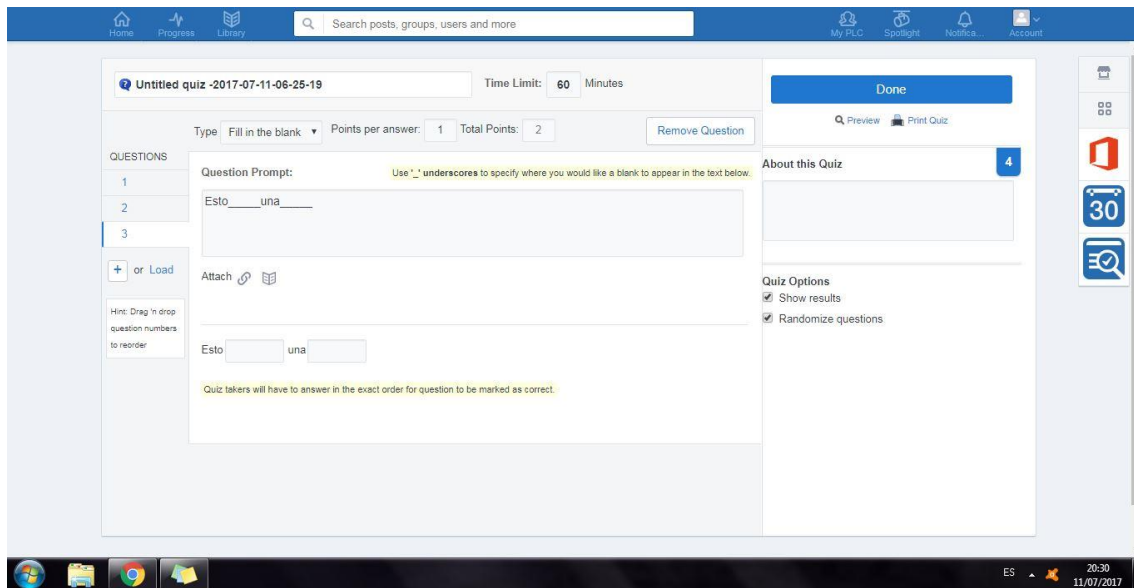 Home
Progress
Library
Search posts, groups, users and more
My PLC
Spotlight
Notifica...
Account
Untitled quiz -2017-07-11-06-25-19
Time Limit: 60 Minutes
Done
Preview Print Quiz
Type Fill in the blank Points per answer: 1 Total Points: 2
Remove Question
QUESTIONS
1
2
3
+ or Load
Hint: Drag 'n drop
question numbers
to reorder
Question Prompt:
Use '_' underscores to specify where you would like a blank to appear in the text below.
Esto_____una_____
Attach
Esto una
Quiz takers will have to answer in the exact order for question to be marked as correct.
About this Quiz
4
Quiz Options
Show results
Randomize questions
30
ES
20:30
11/07/2017